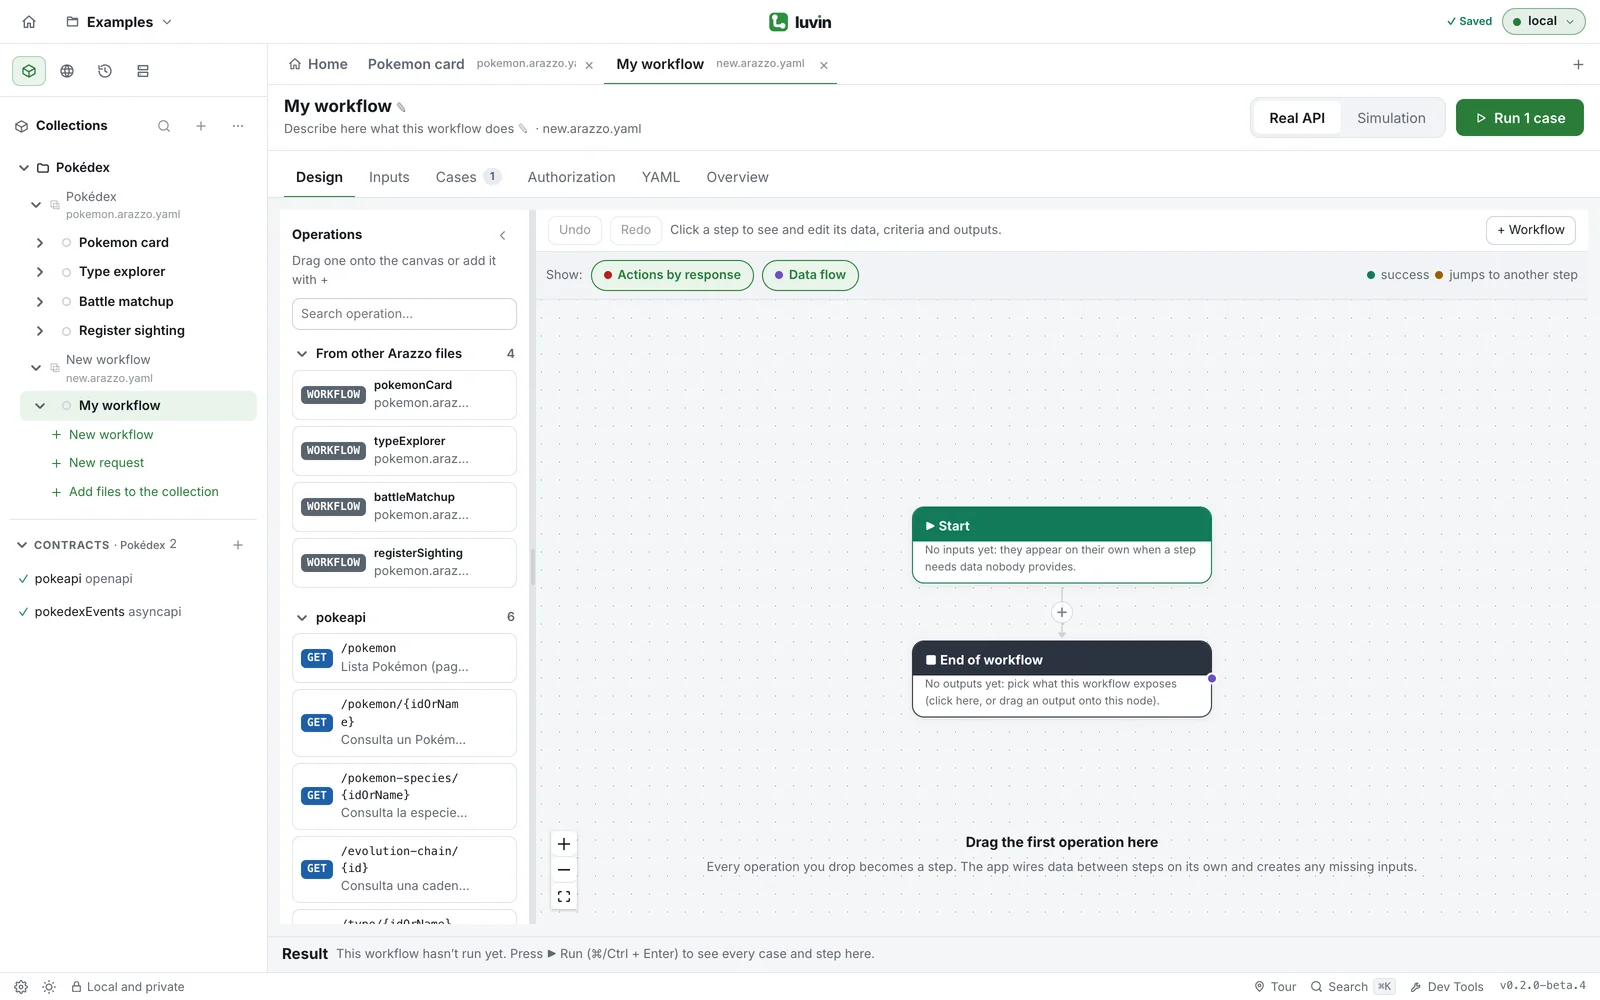 Examples
luvin
Saved
local
Home
Pokemon card
pokemon.arazzo.ya
My workflow
new.arazzo.yaml
Collections
Pokédex
Pokédex
pokemon.arazzo.yaml
Pokemon card
Type explorer
Battle matchup
Register sighting
New workflow
new.arazzo.yaml
My workflow
+ New workflow
+ New request
+ Add files to the collection
CONTRACTS · Pokédex 2
pokeapi openapi
pokedexEvents asyncapi
My workflow
Describe here what this workflow does · new.arazzo.yaml
Real API
Simulation
Run 1 case
Design
Inputs
Cases 1
Authorization
YAML
Overview
Operations
Drag one onto the canvas or add it
with +
Search operation...
From other Arazzo files 4
WORKFLOW
pokemonCard
pokemon.araz...
WORKFLOW
typeExplorer
pokemon.araz...
WORKFLOW
battleMatchup
pokemon.araz...
WORKFLOW
registerSighting
pokemon.araz...
pokeapi 6
GET
/pokemon
Lista Pokémon (pag...
GET
/pokemon/{idOrNam
e}
Consulta un Pokém...
GET
/pokemon-species/
{idOrName}
Consulta la especie...
GET
/evolution-chain/
{id}
Consulta una caden...
/type/{idOrName}
Undo
Redo
Click a step to see and edit its data, criteria and outputs.
+ Workflow
Show:
Actions by response
Data flow
success
jumps to another step
Start
No inputs yet: they appear on their own when a step
needs data nobody provides.
End of workflow
No outputs yet: pick what this workflow exposes
(click here, or drag an output onto this node).
Drag the first operation here
Every operation you drop becomes a step. The app wires data between steps on its own and creates any missing inputs.
Result
This workflow hasn't run yet. Press ▶ Run (⌘/Ctrl + Enter) to see every case and step here.
Local and private
Tour
Search ⌘K
Dev Tools
v0.2.0-beta.4